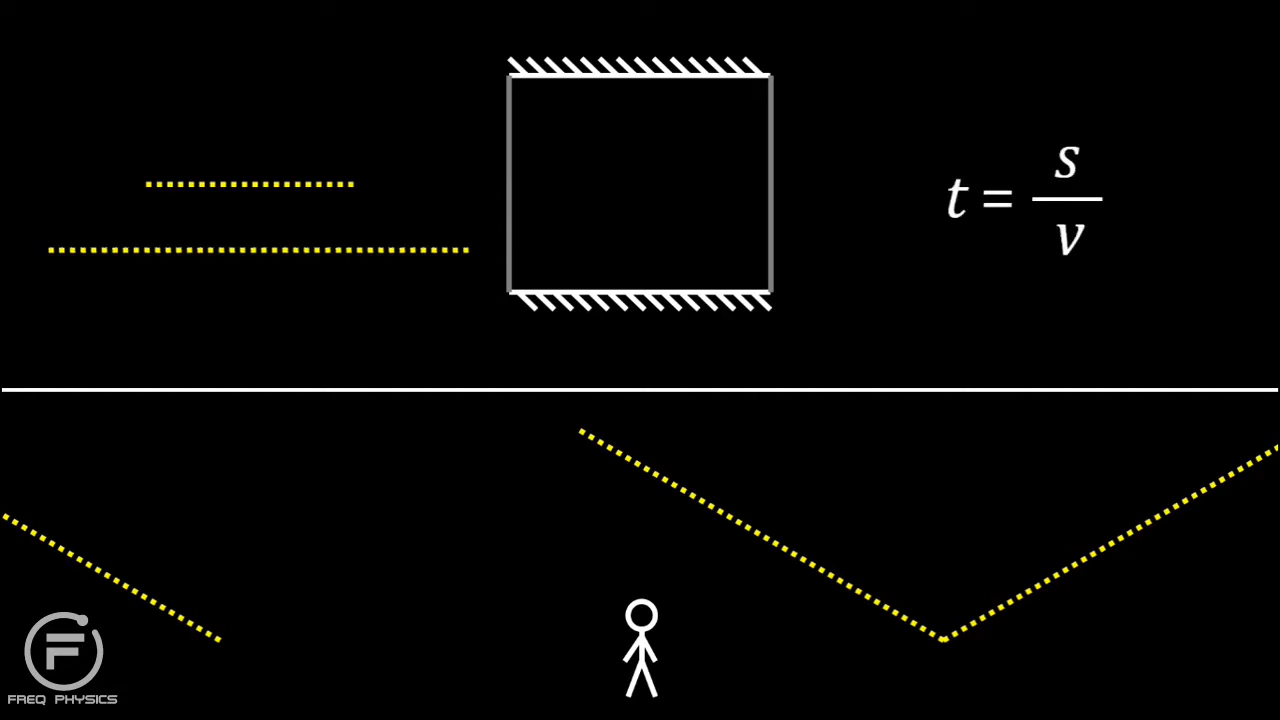 t = s/v
FREQ PHYSICS